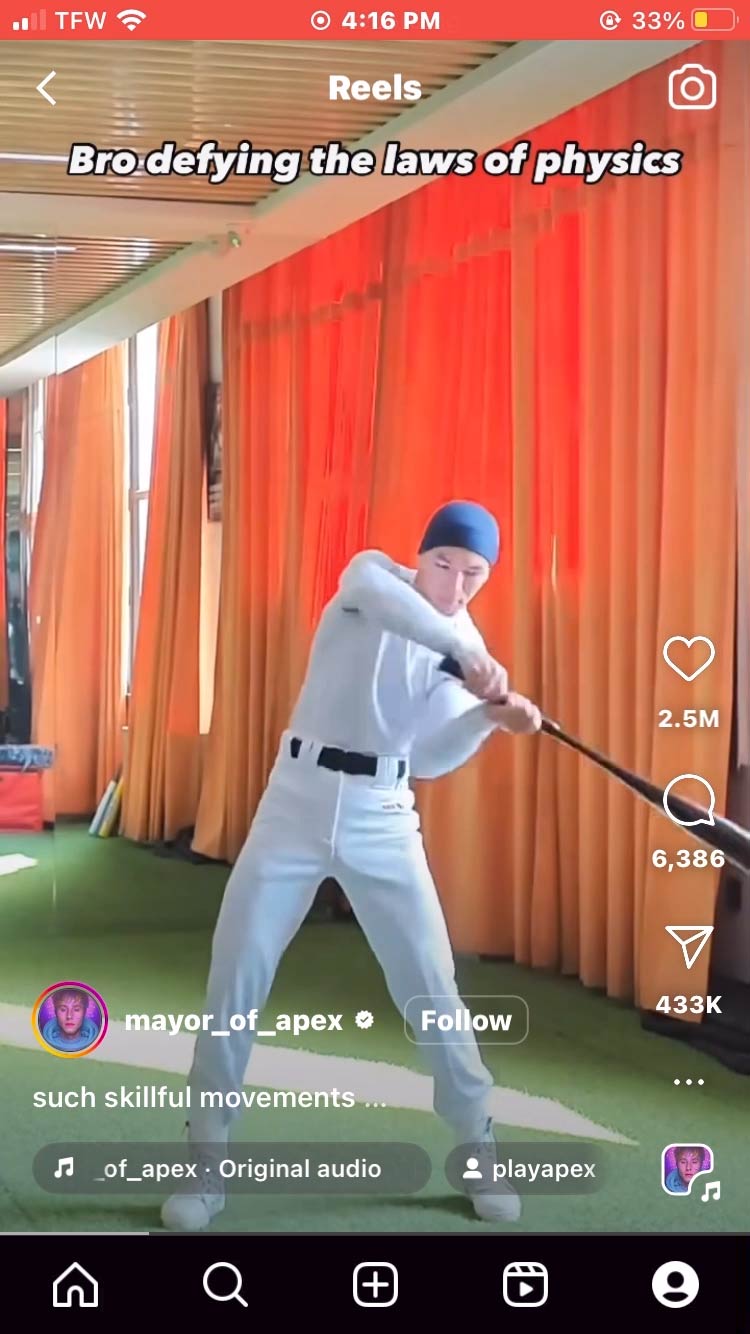 TFW 4:16 PM 33%
Reels
Bro defying the laws of physics
2.5M
6,386
433K
mayor_of_apex Follow
such skillful movements ...
_of_apex · Original audio playapex